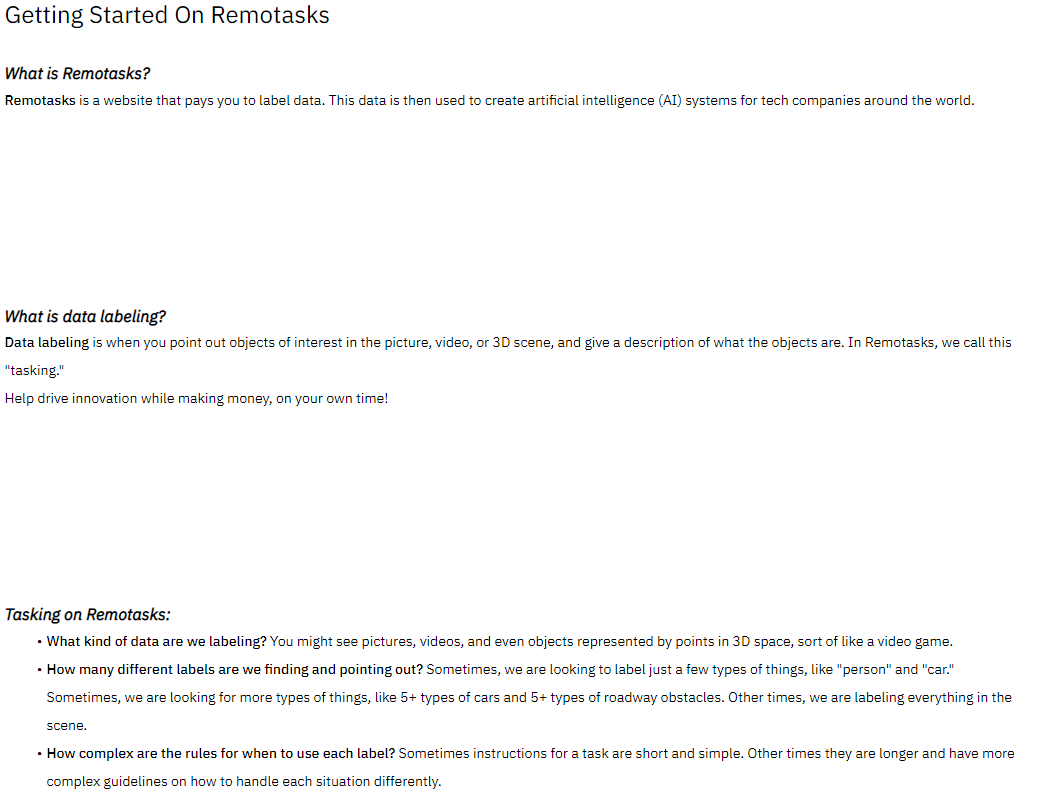 Getting Started On Remotasks
What is Remotasks?
Remotasks is a website that pays you to label data. This data is then used to create artificial intelligence (AI) systems for tech companies around the world.
What is data labeling?
Data labeling is when you point out objects of interest in the picture, video, or 3D scene, and give a description of what the objects are. In Remotasks, we call this
"tasking."
Help drive innovation while making money, on your own time!
Tasking on Remotasks:
• What kind of data are we labeling? You might see pictures, videos, and even objects represented by points in 3D space, sort of like a video game.
• How many different labels are we finding and pointing out? Sometimes, we are looking to label just a few types of things, like "person" and "car."
Sometimes, we are looking for more types of things, like 5+ types of cars and 5+ types of roadway obstacles. Other times, we are labeling everything in the
scene.
• How complex are the rules for when to use each label? Sometimes instructions for a task are short and simple. Other times they are longer and have more
complex guidelines on how to handle each situation differently.